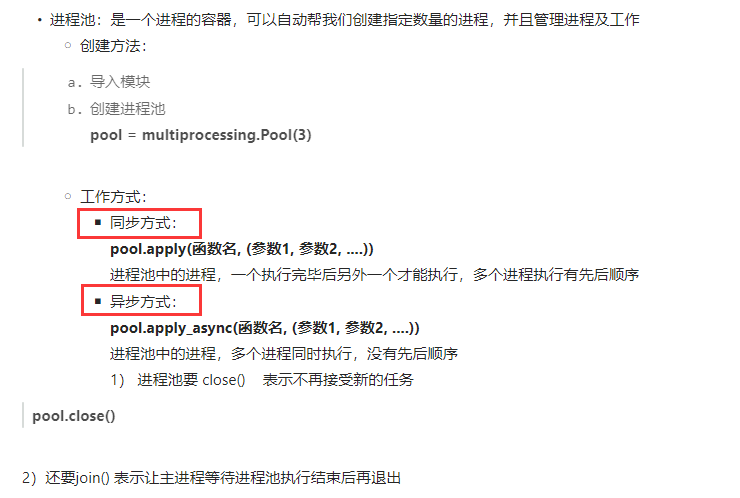 进程池：是一个进程的容器，可以自动帮我们创建指定数量的进程，并且管理进程及工作
创建方法：
a. 导入模块
b. 创建进程池
pool = multiprocessing.Pool(3)
工作方式：
同步方式：
pool.apply(函数名, (参数1, 参数2, ....))
进程池中的进程，一个执行完毕后另外一个才能执行，多个进程执行有先后顺序
异步方式：
pool.apply_async(函数名, (参数1, 参数2, ....))
进程池中的进程，多个进程同时执行，没有先后顺序
1） 进程池要 close() 表示不再接受新的任务
pool.close()
2）还要join() 表示让主进程等待进程池执行结束后再退出